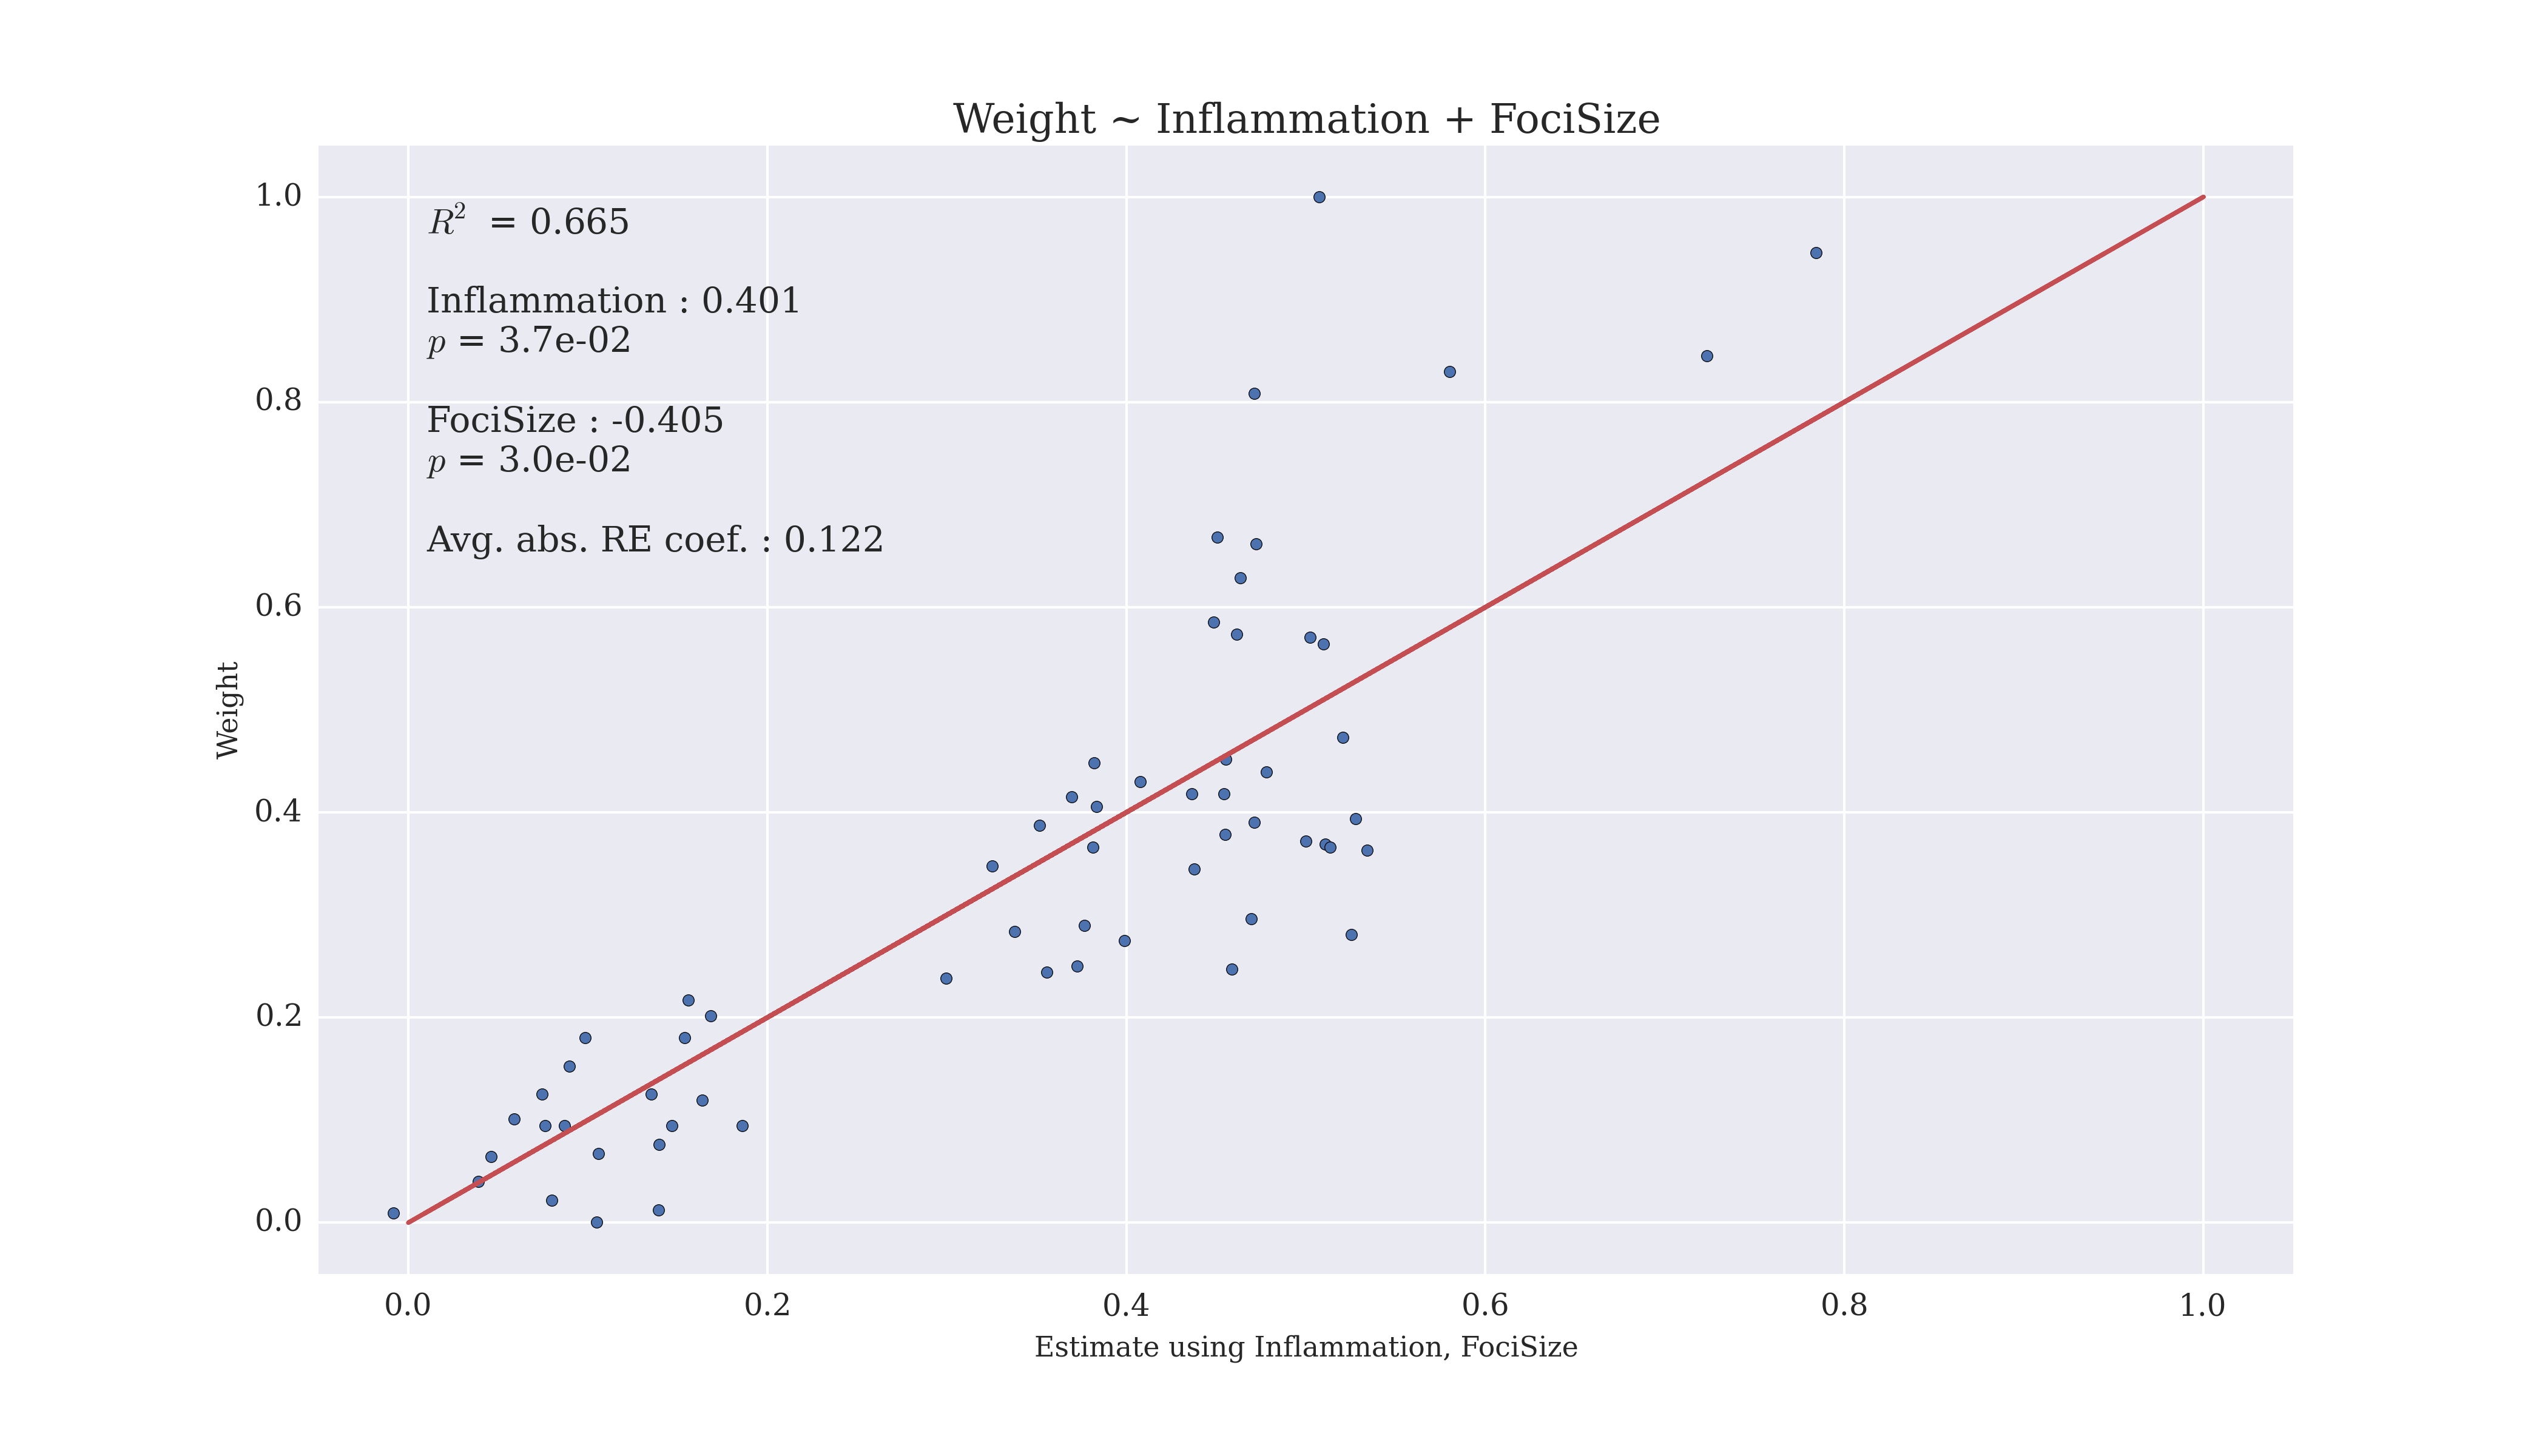 Weight ~ Inflammation + FociSize
R² = 0.665
Inflammation : 0.401
p = 3.7e-02
FociSize : -0.405
p = 3.0e-02
Avg. abs. RE coef. : 0.122
Weight
1.0
0.8
0.6
0.4
0.2
0.0
0.0 0.2 0.4 0.6 0.8 1.0
Estimate using Inflammation, FociSize